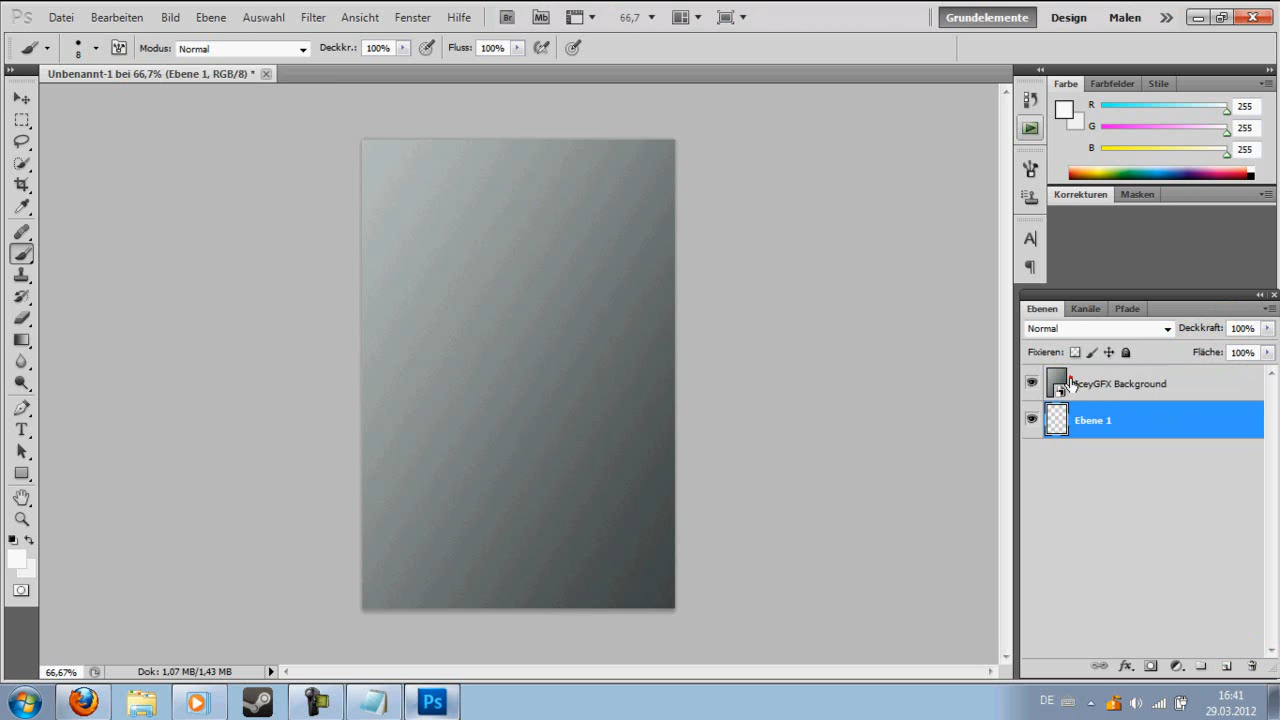 Ps Datei Bearbeiten Bild Ebene Auswahl Filter Ansicht Fenster Hilfe Br Mb 66,7 Grundelemente Design Malen
8 Modus: Normal Deckkr.: 100% Fluss: 100%
Unbenannt-1 bei 66,7% (Ebene 1, RGB/8) *
Farbe Farbfelder Stile
R 255
G 255
B 255
Korrekturen Masken
Ebenen Kanäle Pfade
Normal Deckkraft: 100%
Fixieren: Fläche: 100%
Background
Ebene 1
66,67% Dok: 1,07 MB/1,43 MB
Ps DE 16:41
29.03.2012